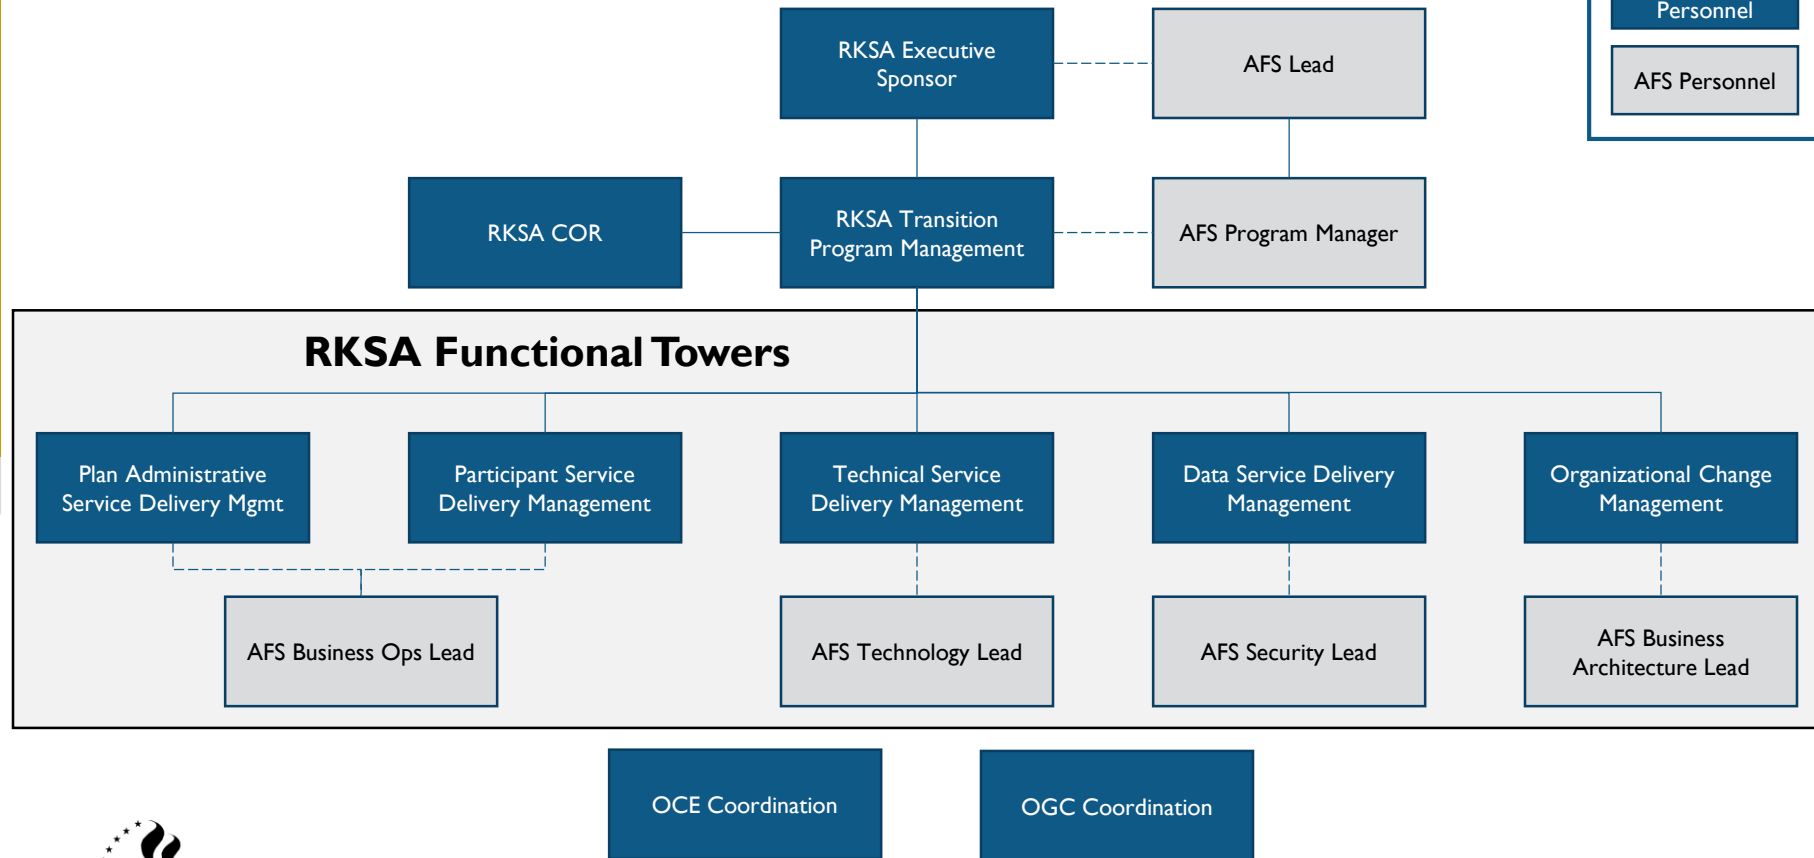 Personnel
AFS Personnel
RKSA Executive
Sponsor
AFS Lead
RKSA COR
RKSA Transition
Program Management
AFS Program Manager
RKSA Functional Towers
Plan Administrative
Service Delivery Mgmt
Participant Service
Delivery Management
Technical Service
Delivery Management
Data Service Delivery
Management
Organizational Change
Management
AFS Business Ops Lead
AFS Technology Lead
AFS Security Lead
AFS Business
Architecture Lead
OCE Coordination
OGC Coordination